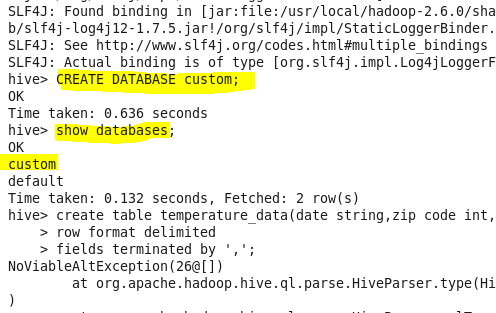 SLF4J: Found binding in [jar:file:/usr/local/hadoop-2.6.0/sha
b/slf4j-log4j12-1.7.5.jar!/org/slf4j/impl/StaticLoggerBinder.
SLF4J: See http://www.slf4j.org/codes.html#multiple_bindings
SLF4J: Actual binding is of type [org.slf4j.impl.Log4jLoggerF
hive> CREATE DATABASE custom;
OK
Time taken: 0.636 seconds
hive> show databases;
OK
custom
default
Time taken: 0.132 seconds, Fetched: 2 row(s)
hive> create table temperature_data(date string,zip code int,
    > row format delimited
    > fields terminated by ',';
NoViableAltException(26@[])
        at org.apache.hadoop.hive.ql.parse.HiveParser.type(Hi
)